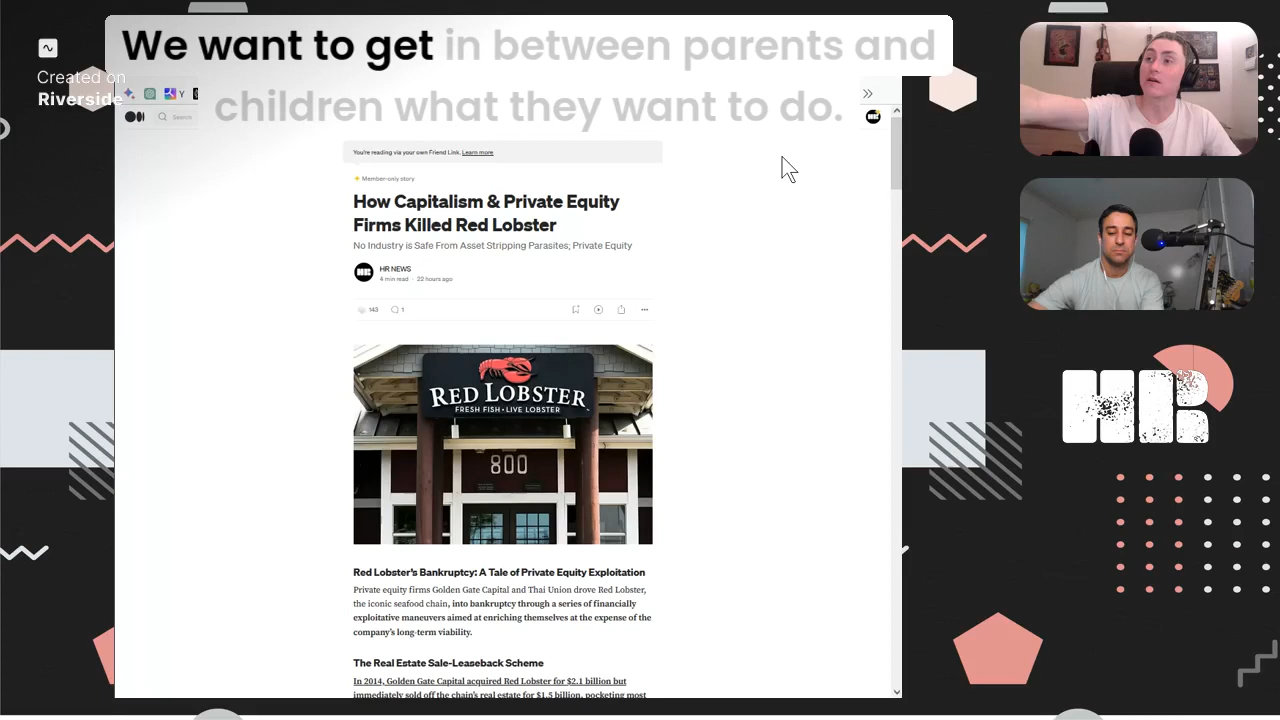 We want to get in between parents and
children what they want to do.
Created on
Riverside
Y
Search
You're reading via your own Friend Link. Learn more
Member-only story
How Capitalism & Private Equity
Firms Killed Red Lobster
No Industry is Safe From Asset Stripping Parasites; Private Equity
HR NEWS
4 min read · 22 hours ago
143 1
RED LOBSTER
FRESH FISH • LIVE LOBSTER
800
Red Lobster's Bankruptcy: A Tale of Private Equity Exploitation
Private equity firms Golden Gate Capital and Thai Union drove Red Lobster,
the iconic seafood chain, into bankruptcy through a series of financially
exploitative maneuvers aimed at enriching themselves at the expense of the
company's long-term viability.
The Real Estate Sale-Leaseback Scheme
In 2014, Golden Gate Capital acquired Red Lobster for $2.1 billion but
immediately sold off the chain's real estate for $1.5 billion, pocketing most
HR